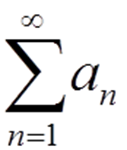 ∞
∑ aₙ
n=1